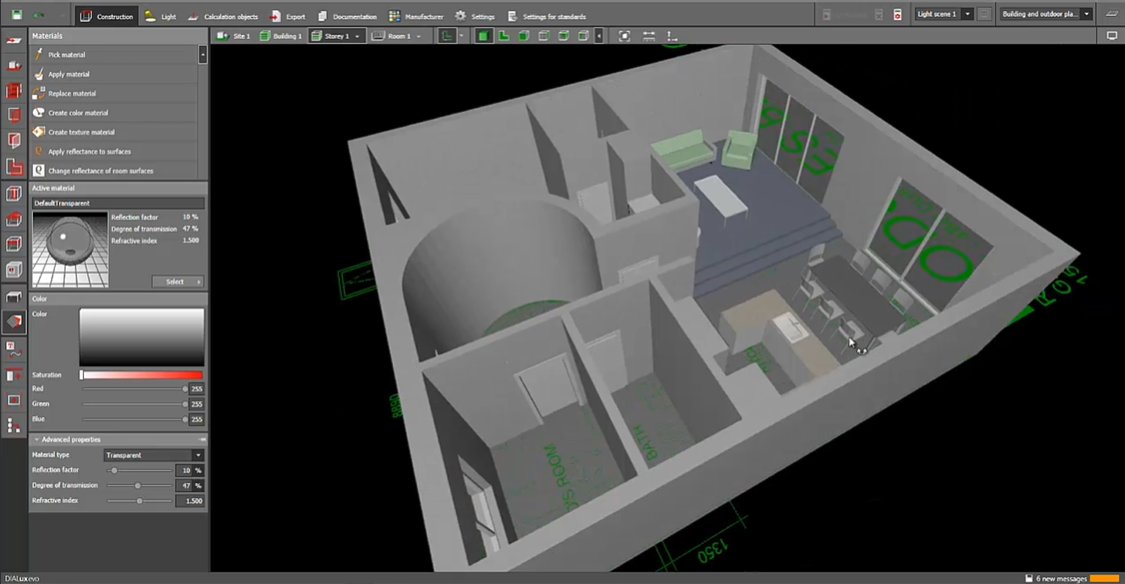 Construction
Light
Calculation objects
Export
Documentation
Manufacturer
Settings
Settings for standards
Light scene 1
Building and outdoor pla...
Materials
Site 1
Building 1
Storey 1
Room 1
Pick material
Apply material
Replace material
Create color material
Create texture material
Apply reflectance to surfaces
Change reflectance of room surfaces
Active material
DefaultTransparent
Reflection factor 10 %
Degree of transmission 47 %
Refractive index 1.500
Select
Color
Color
Saturation
Red 255
Green 255
Blue 255
Advanced properties
Material type Transparent
Reflection factor 10 %
Degree of transmission 47 %
Refractive index 1.500
BATH
1350
DIALux evo
6 new messages